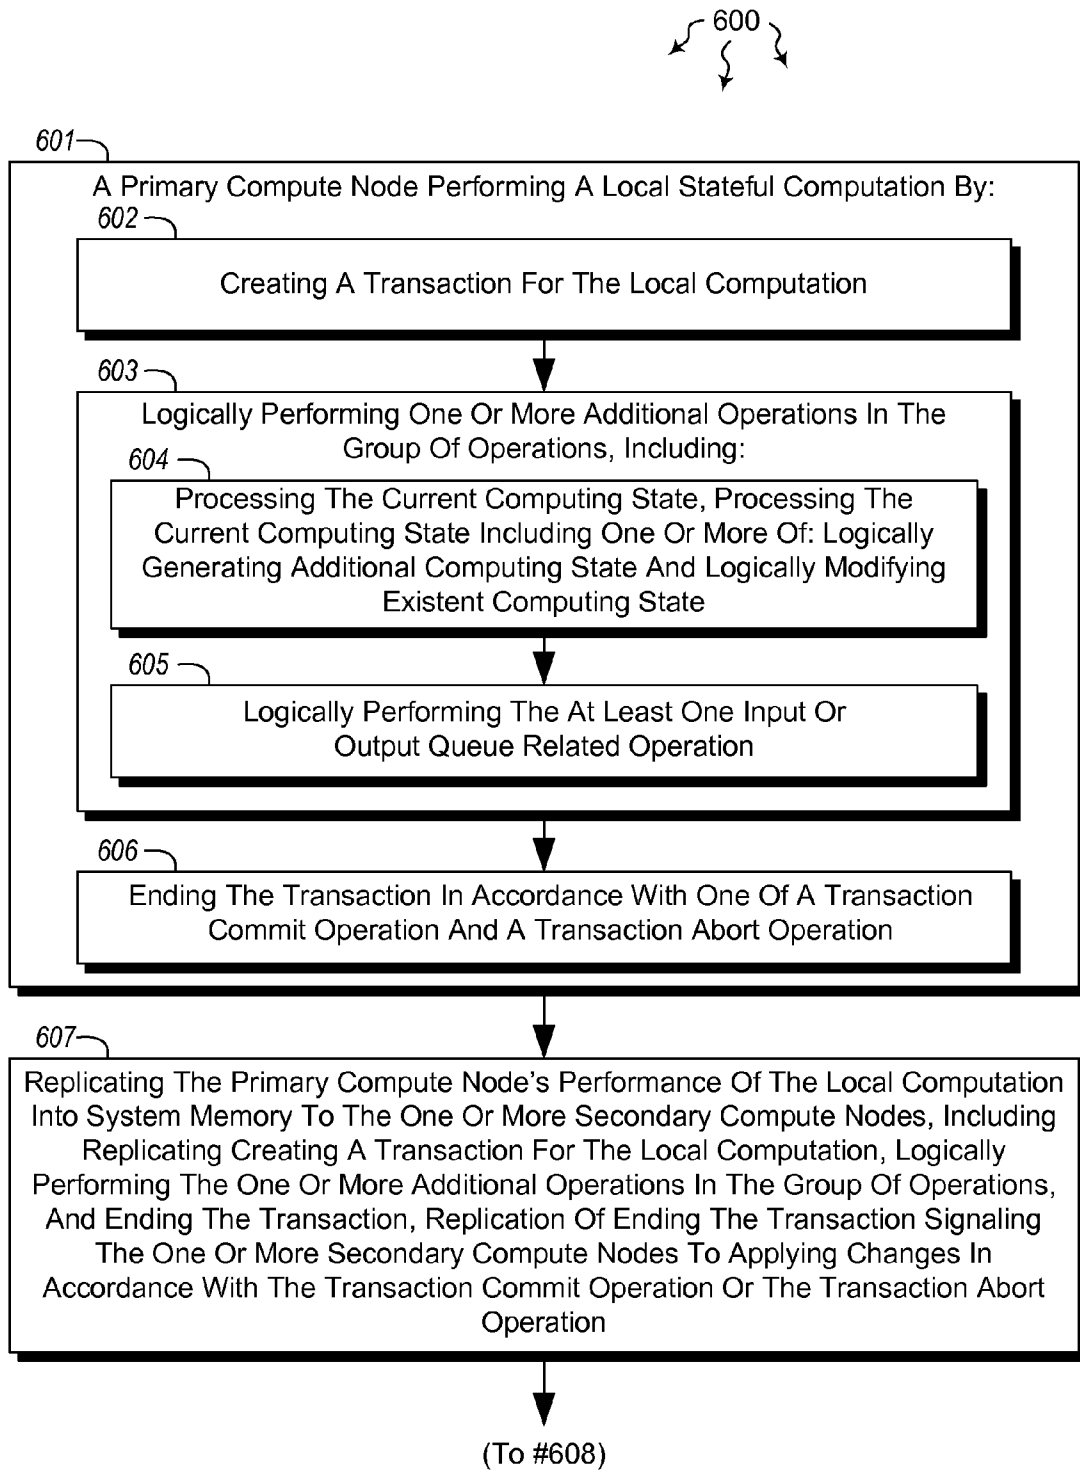 600
601
A Primary Compute Node Performing A Local Stateful Computation By:
602
Creating A Transaction For The Local Computation
603
Logically Performing One Or More Additional Operations In The
Group Of Operations, Including:
604
Processing The Current Computing State, Processing The
Current Computing State Including One Or More Of: Logically
Generating Additional Computing State And Logically Modifying
Existent Computing State
605
Logically Performing The At Least One Input Or
Output Queue Related Operation
606
Ending The Transaction In Accordance With One Of A Transaction
Commit Operation And A Transaction Abort Operation
607
Replicating The Primary Compute Node's Performance Of The Local Computation
Into System Memory To The One Or More Secondary Compute Nodes, Including
Replicating Creating A Transaction For The Local Computation, Logically
Performing The One Or More Additional Operations In The Group Of Operations,
And Ending The Transaction, Replication Of Ending The Transaction Signaling
The One Or More Secondary Compute Nodes To Applying Changes In
Accordance With The Transaction Commit Operation Or The Transaction Abort
Operation
(To #608)